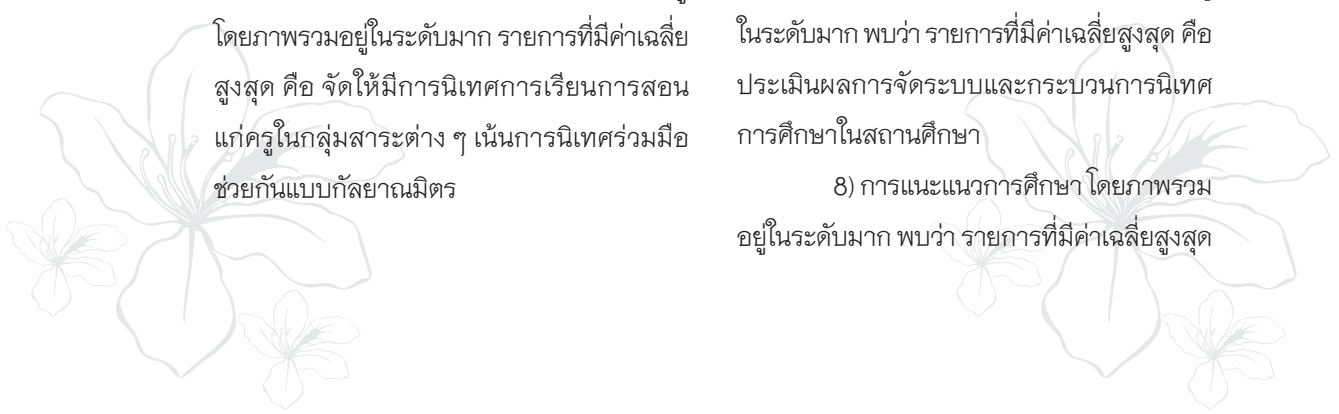 โดยภาพรวมอยู่ในระดับมาก รายการที่มีค่าเฉลี่ย
สูงสุด คือ จัดให้มีการนิเทศการเรียนการสอน
แก่ครูในกลุ่มสาระต่าง ๆ เน้นการนิเทศร่วมมือ
ช่วยกันแบบกัลยาณมิตร
ในระดับมาก พบว่า รายการที่มีค่าเฉลี่ยสูงสุด คือ
ประเมินผลการจัดระบบและกระบวนการนิเทศ
การศึกษาในสถานศึกษา
8) การแนะแนวการศึกษา โดยภาพรวม
อยู่ในระดับมาก พบว่า รายการที่มีค่าเฉลี่ยสูงสุด